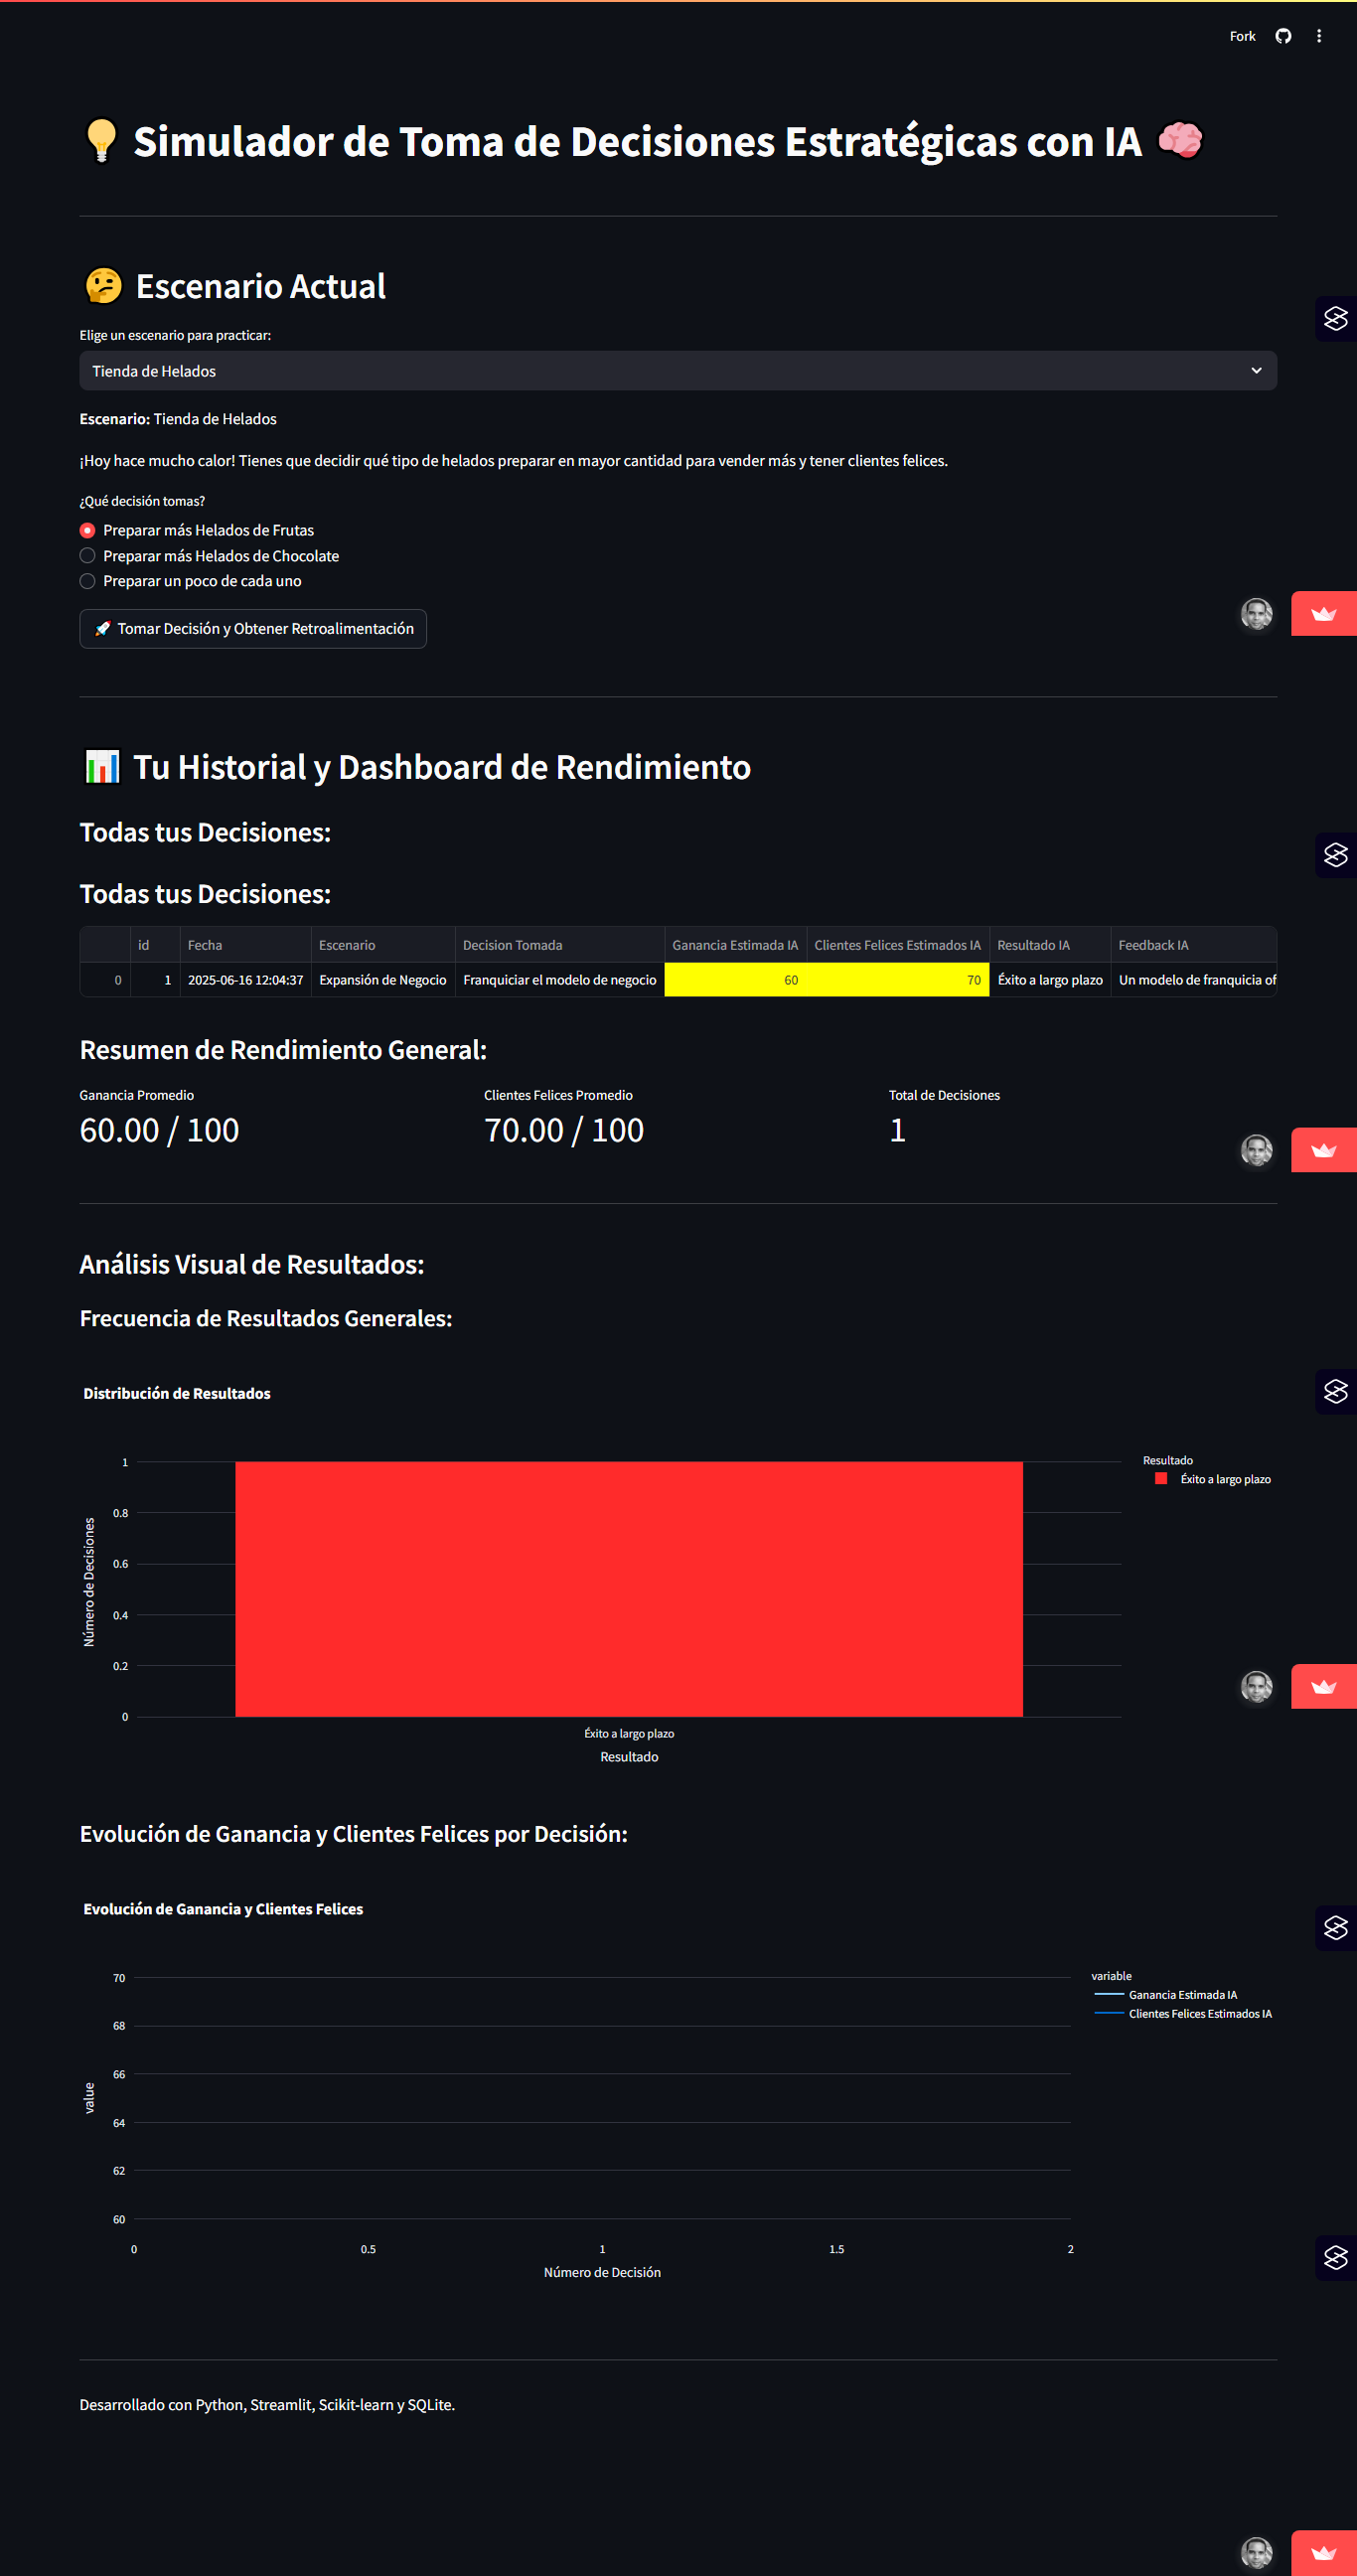 Fork
Simulador de Toma de Decisiones Estratégicas con IA
Escenario Actual
Elige un escenario para practicar:
Tienda de Helados
Escenario: Tienda de Helados
¡Hoy hace mucho calor! Tienes que decidir qué tipo de helados preparar en mayor cantidad para vender más y tener clientes felices.
¿Qué decisión tomas?
Preparar más Helados de Frutas
Preparar más Helados de Chocolate
Preparar un poco de cada uno
Tomar Decisión y Obtener Retroalimentación
Tu Historial y Dashboard de Rendimiento
Todas tus Decisiones:
Todas tus Decisiones:
id Fecha Escenario Decision Tomada Ganancia Estimada IA Clientes Felices Estimados IA Resultado IA Feedback IA
0 1 2025-06-16 12:04:37 Expansión de Negocio Franquiciar el modelo de negocio 60 70 Éxito a largo plazo Un modelo de franquicia of
Resumen de Rendimiento General:
Ganancia Promedio Clientes Felices Promedio Total de Decisiones
60.00 / 100 70.00 / 100 1
Análisis Visual de Resultados:
Frecuencia de Resultados Generales:
Distribución de Resultados
Resultado
Éxito a largo plazo
Número de Decisiones
1
0.8
0.6
0.4
0.2
0
Éxito a largo plazo
Resultado
Evolución de Ganancia y Clientes Felices por Decisión:
Evolución de Ganancia y Clientes Felices
variable
Ganancia Estimada IA
Clientes Felices Estimados IA
value
70
68
66
64
62
60
0 0.5 1 1.5 2
Número de Decisión
Desarrollado con Python, Streamlit, Scikit-learn y SQLite.